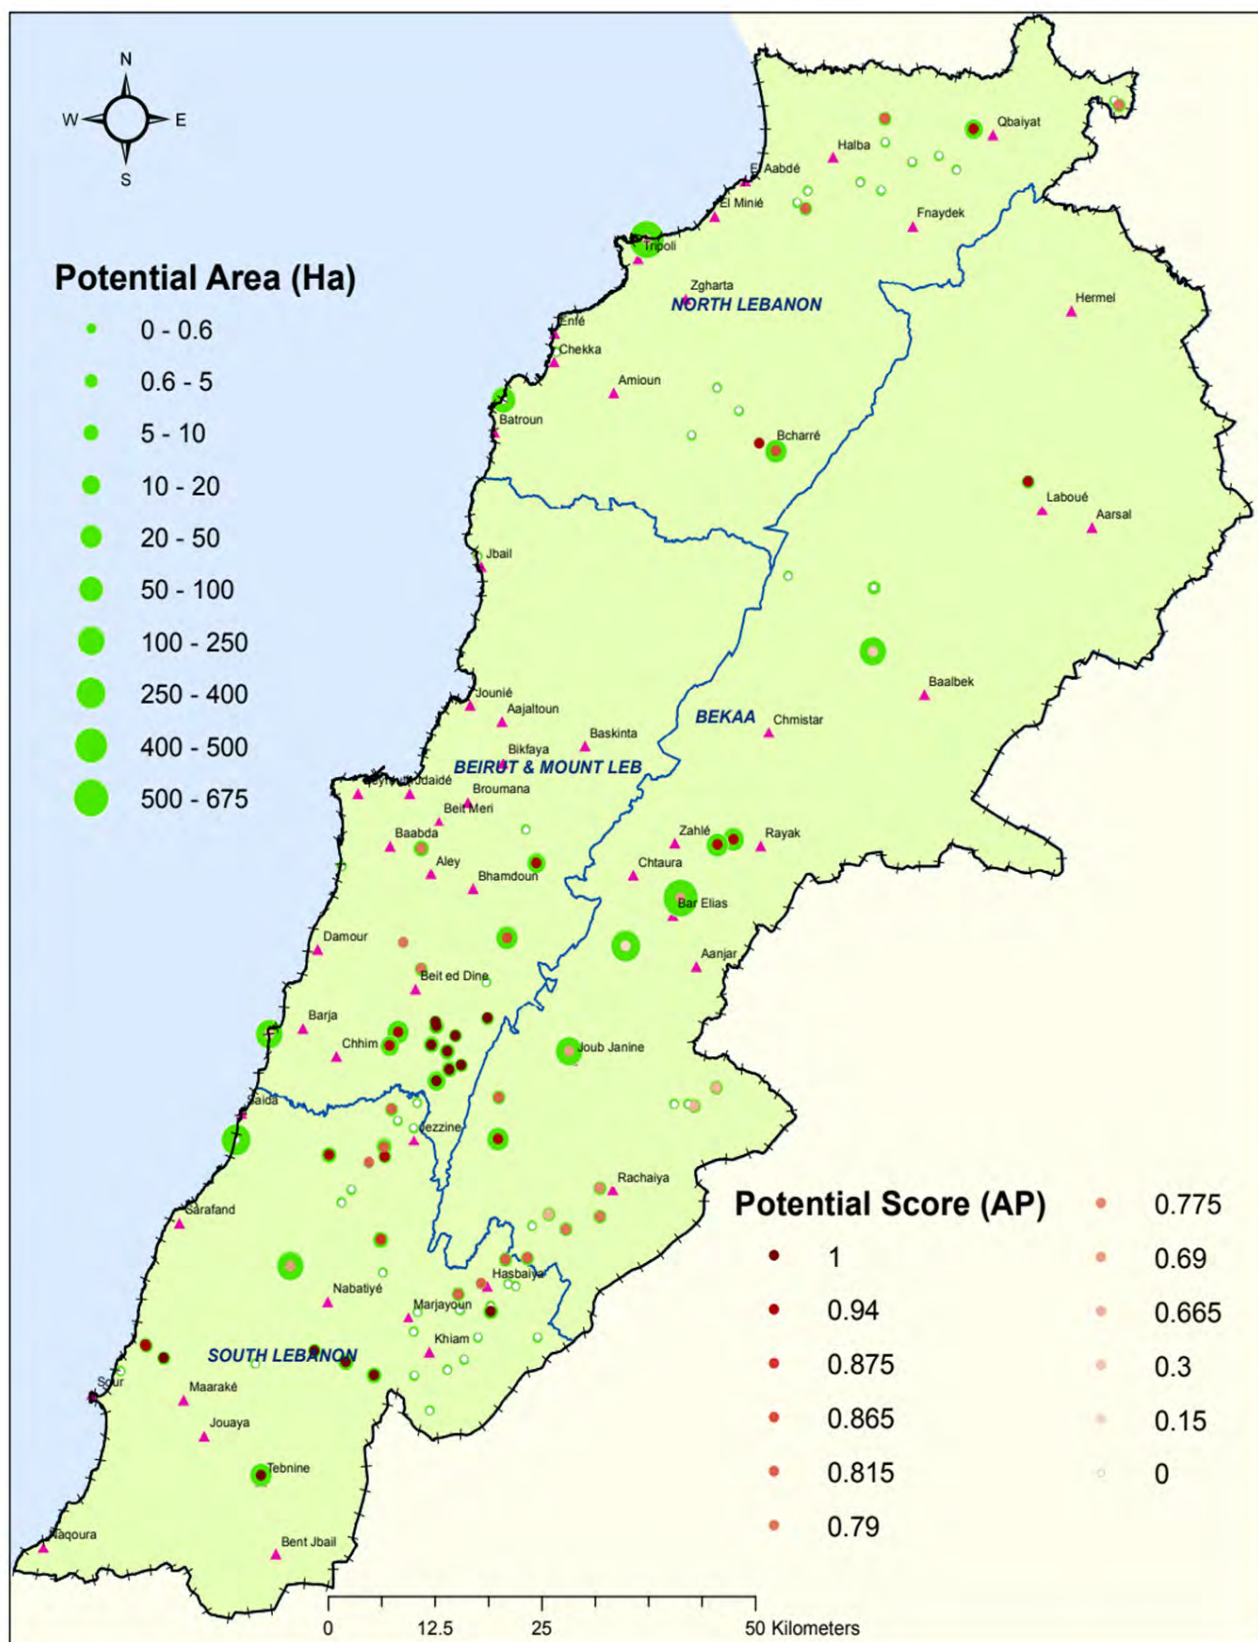 N
W E
S
Potential Area (Ha)
0 - 0.6
0.6 - 5
5 - 10
10 - 20
20 - 50
50 - 100
100 - 250
250 - 400
400 - 500
500 - 675
Qbaiyat
Halba
El Aabdé
El Minié
Fnaydek
Tripoli
Zgharta
NORTH LEBANON
Hermel
Enfé
Chekka
Amioun
Batroun
Bcharré
Laboué
Aarsal
Jbail
Baalbek
Jounié
Aajaltoun
BEKAA
Chmistar
Baskinta
Bikfaya
BEIRUT & MOUNT LEB
Jdaidé
Broumana
Beit Meri
Baabda
Zahlé
Rayak
Aley
Chtaura
Bhamdoun
Bar Elias
Damour
Aanjar
Beit ed Dine
Barja
Chhim
Joub Janine
Saida
Jezzine
Rachaiya
Sarafand
Hasbaiya
Nabatiyé
Marjayoun
Khiam
SOUTH LEBANON
Sour
Maaraké
Jouaya
Tebnine
Naqoura
Bent Jbail
Potential Score (AP)
1
0.94
0.875
0.865
0.815
0.79
0.775
0.69
0.665
0.3
0.15
0
0 12.5 25 50 Kilometers